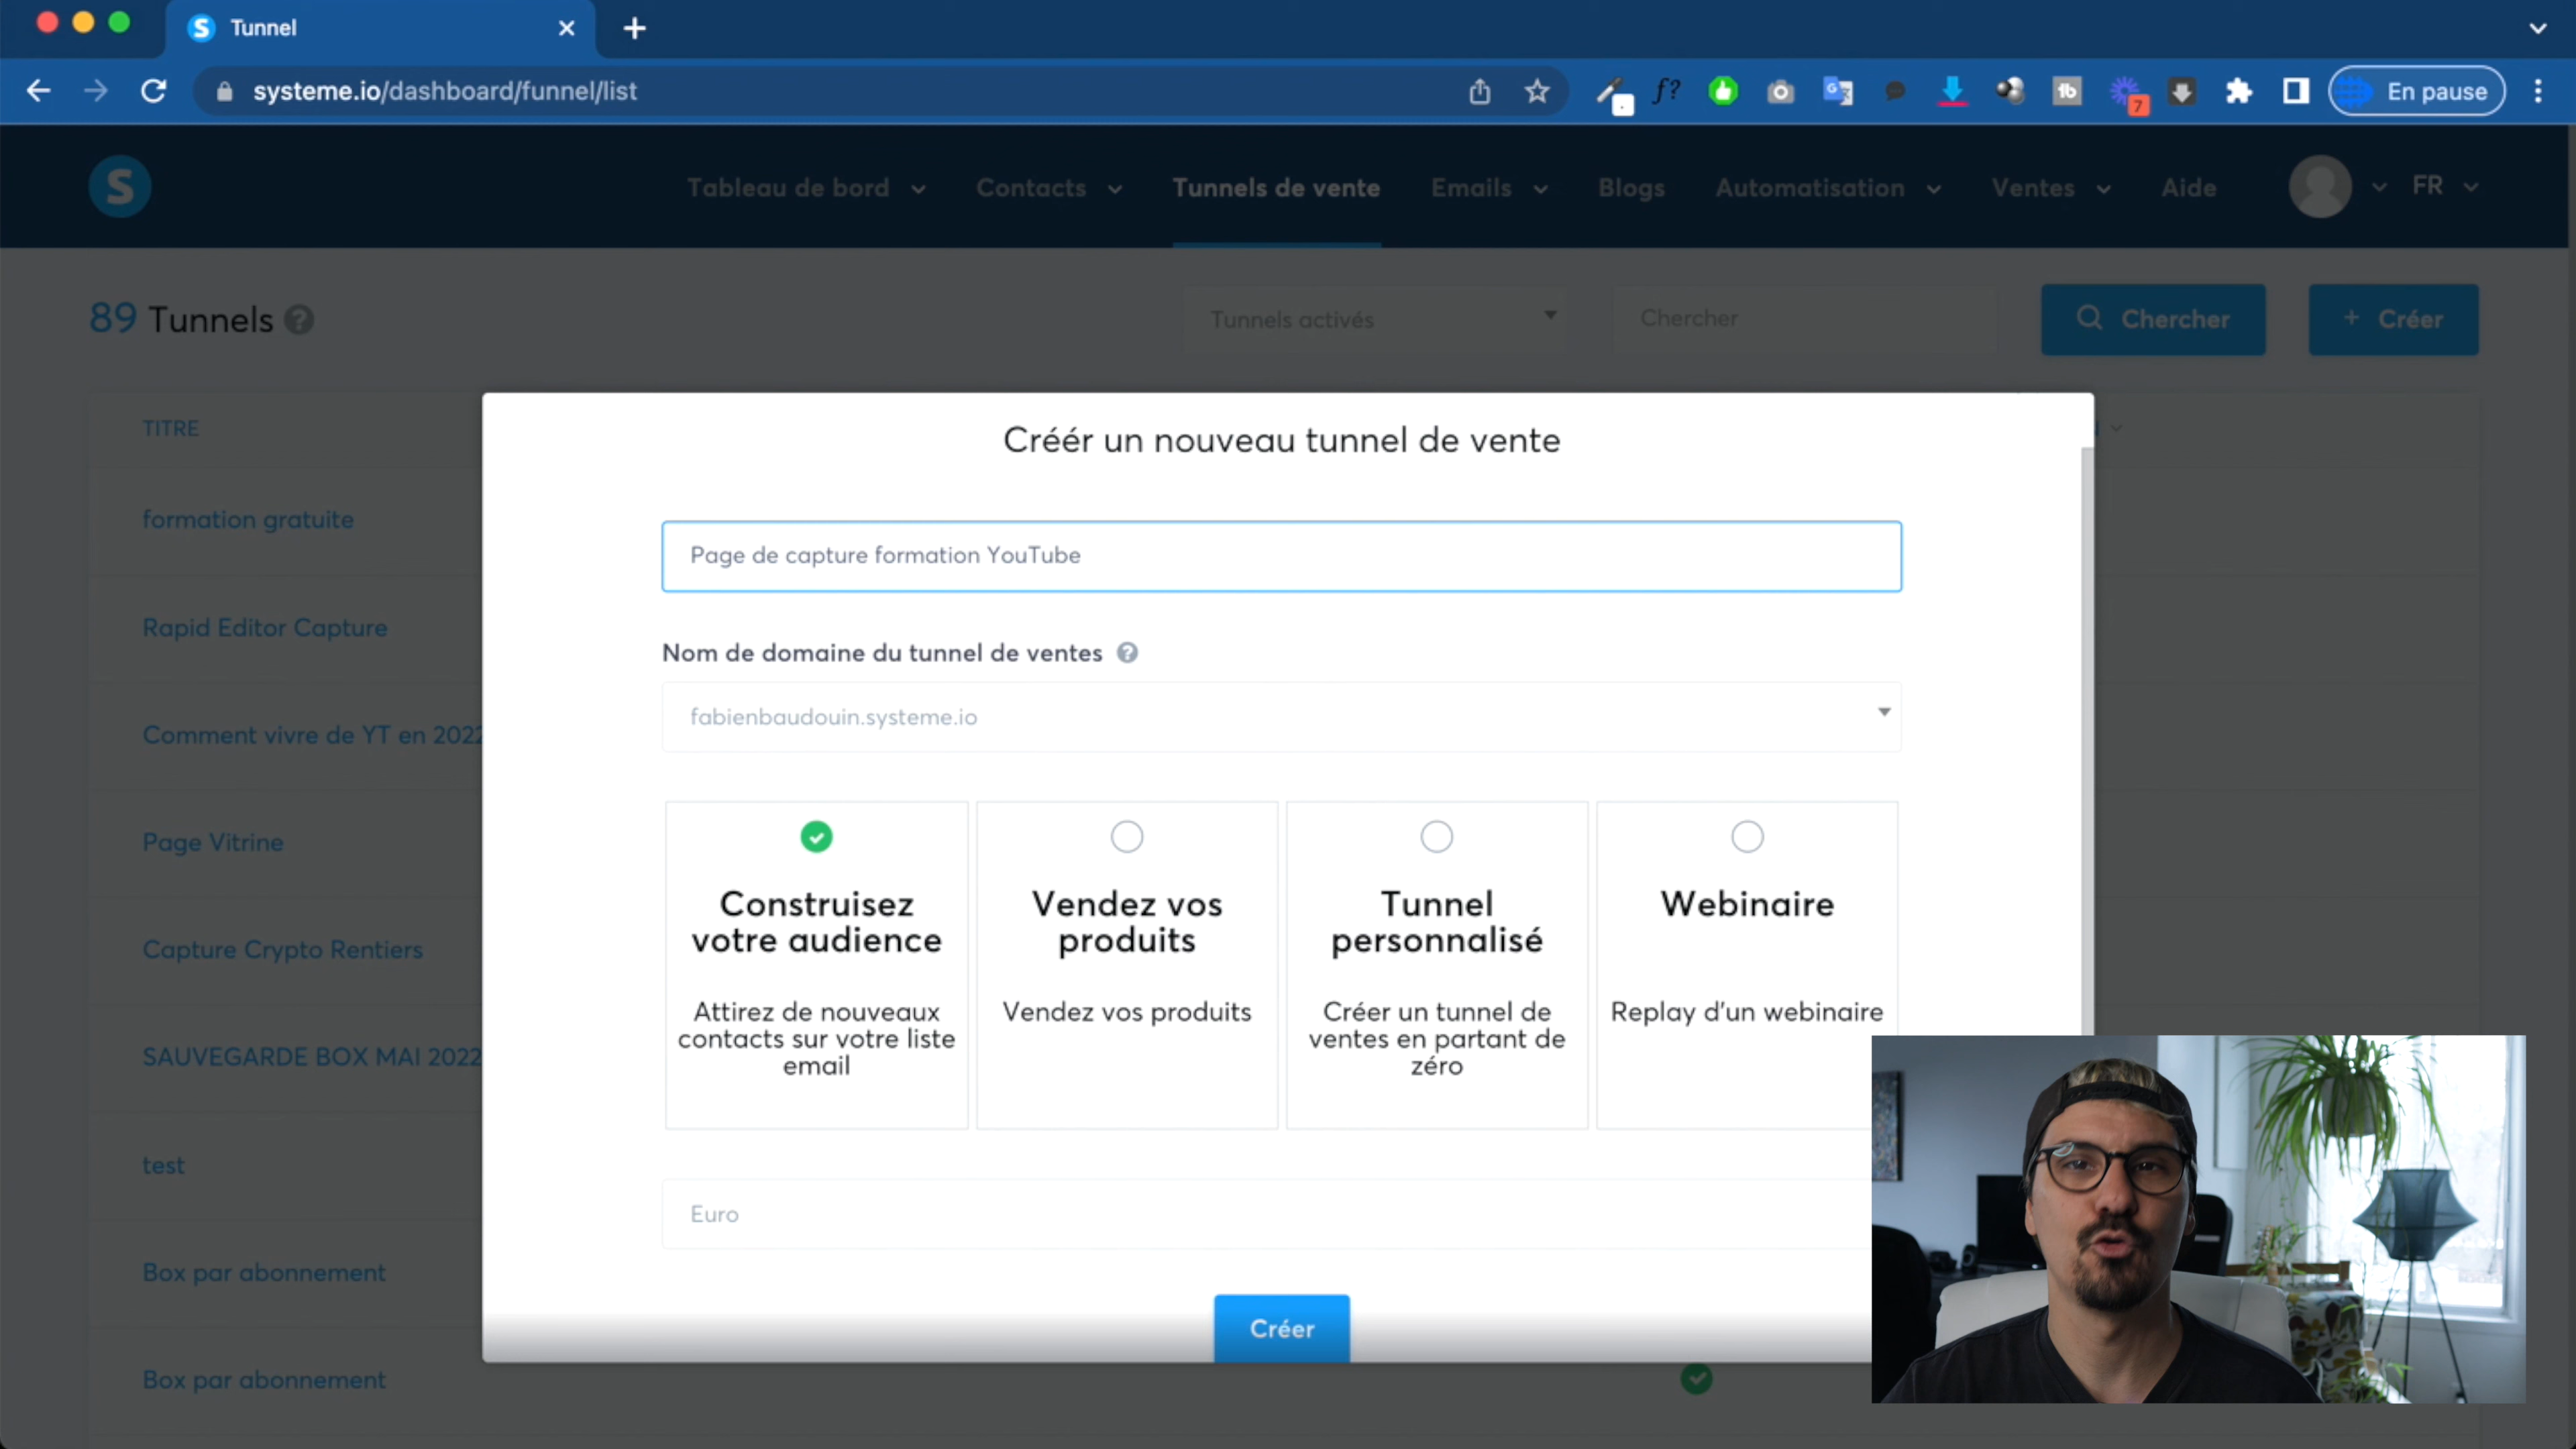 Tunnel
systeme.io/dashboard/funnel/list
f?
tb
7
En pause
S
Tableau de bord
Contacts
Tunnels de vente
Emails
Blogs
Automatisation
Ventes
Aide
FR
89 Tunnels
Tunnels activés
Chercher
Chercher
+ Créer
TITRE
formation gratuite
Rapid Editor Capture
Comment vivre de YT en 2022
Page Vitrine
Capture Crypto Rentiers
SAUVEGARDE BOX MAI 2022
test
Box par abonnement
Box par abonnement
Créér un nouveau tunnel de vente
Page de capture formation YouTube
Nom de domaine du tunnel de ventes
fabienbaudouin.systeme.io
Construisez
votre audience
Attirez de nouveaux
contacts sur votre liste
email
Vendez vos
produits
Vendez vos produits
Tunnel
personnalisé
Créer un tunnel de
ventes en partant de
zéro
Webinaire
Replay d'un webinaire
Euro
Créer